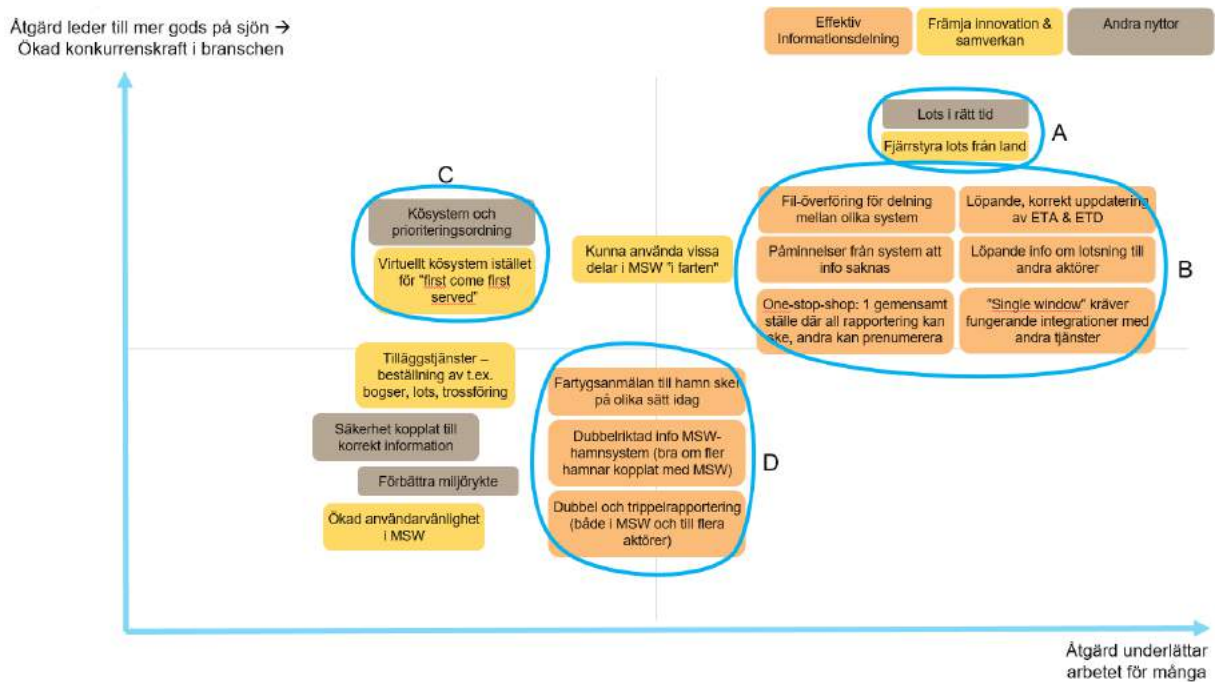 Åtgärd leder till mer gods på sjön →
Ökad konkurrenskraft i branschen
Effektiv
Informationsdelning
Främja innovation &
samverkan
Andra nyttor
A
Lots i rätt tid
Fjärrstyra lots från land
C
Kösystem och
prioriteringsordning
Virtuellt kösystem istället
för "first come first
served"
Kunna använda vissa
delar i MSW "i farten"
B
Fil-överföring för delning
mellan olika system
Löpande, korrekt uppdatering
av ETA & ETD
Påminnelser från system att
info saknas
Löpande info om lotsning till
andra aktörer
One-stop-shop: 1 gemensamt
ställe där all rapportering kan
ske, andra kan prenumerera
"Single window" kräver
fungerande integrationer med
andra tjänster
Tilläggstjänster –
beställning av t.ex.
bogser, lots, trossföring
Säkerhet kopplat till
korrekt information
Förbättra miljörykte
Ökad användarvänlighet
i MSW
D
Fartygsanmälan till hamn sker
på olika sätt idag
Dubbelriktad info MSW-
hamnsystem (bra om fler
hamnar kopplat med MSW)
Dubbel och trippelrapportering
(både i MSW och till flera
aktörer)
Åtgärd underlättar
arbetet för många